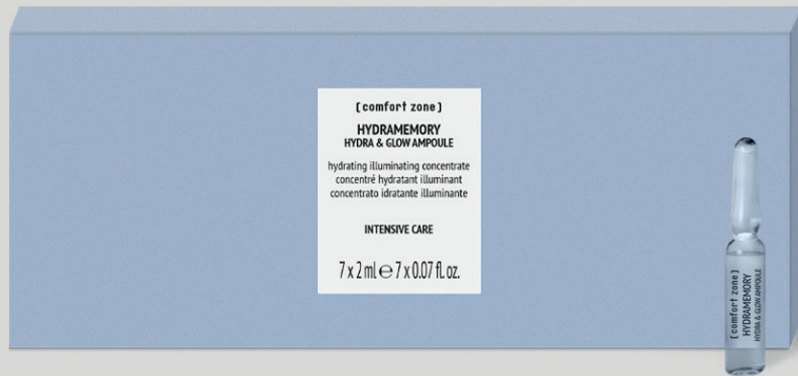 [ comfort zone ]
HYDRAMEMORY
HYDRA & GLOW AMPOULE
hydrating illuminating concentrate
concentré hydratant illuminant
concentrato idratante illuminante
INTENSIVE CARE
7 x 2 ml ℮ 7 x 0.07 fl. oz.
[ comfort zone ]
HYDRAMEMORY
HYDRA & GLOW AMPOULE